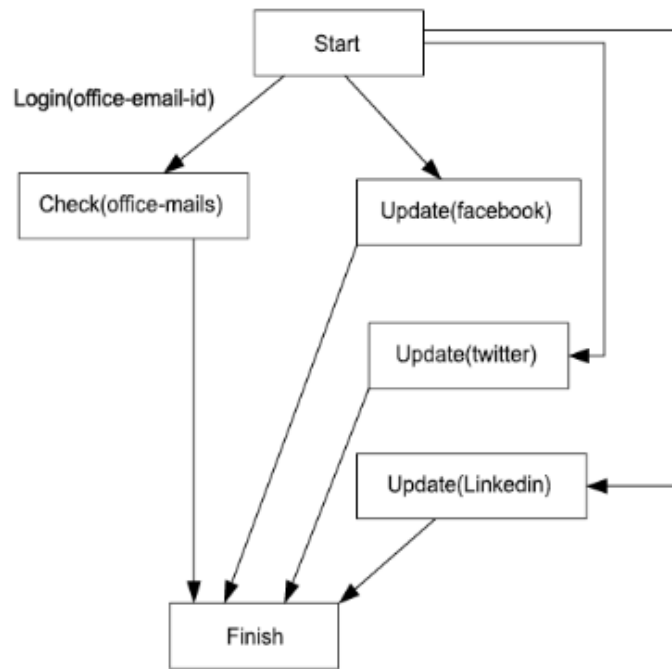 Start
Login(office-email-id)
Check(office-mails)
Update(facebook)
Update(twitter)
Update(Linkedin)
Finish